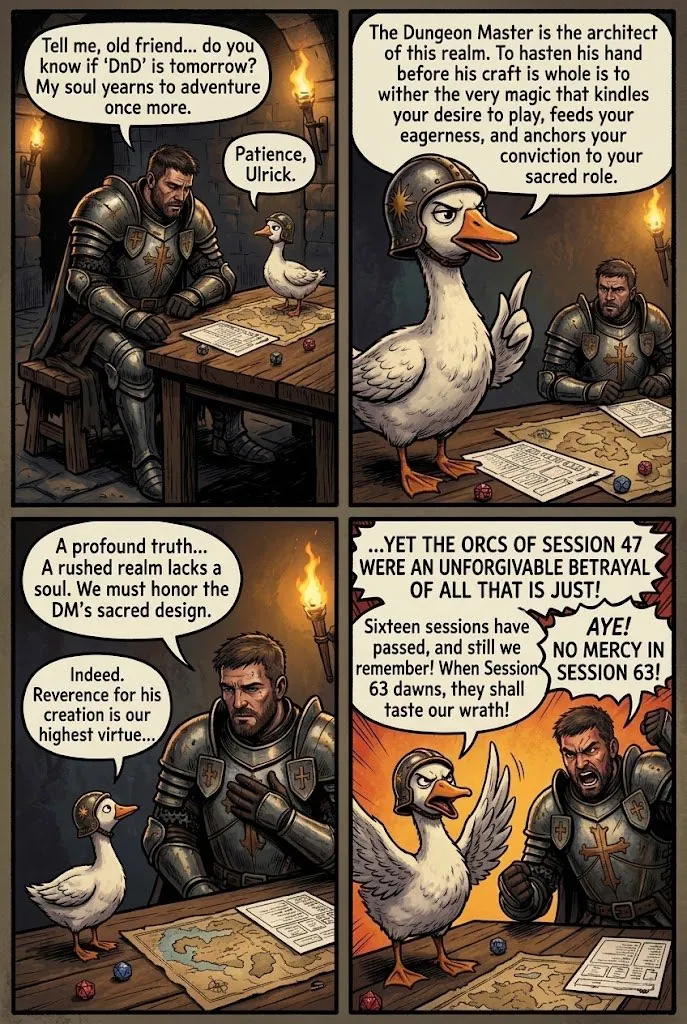 Tell me, old friend... do you
know if 'DnD' is tomorrow?
My soul yearns to adventure
once more.
Patience,
Ulrick.
The Dungeon Master is the architect
of this realm. To hasten his hand
before his craft is whole is to
wither the very magic that kindles
your desire to play, feeds your
eagerness, and anchors your
conviction to your
sacred role.
A profound truth...
A rushed realm lacks a
soul. We must honor the
DM's sacred design.
Indeed.
Reverence for his
creation is our
highest virtue...
...YET THE ORCS OF SESSION 47
WERE AN UNFORGIVABLE BETRAYAL
OF ALL THAT IS JUST!
Sixteen sessions have
passed, and still we
remember! When Session
63 dawns, they shall
taste our wrath!
AYE!
NO MERCY IN
SESSION 63!